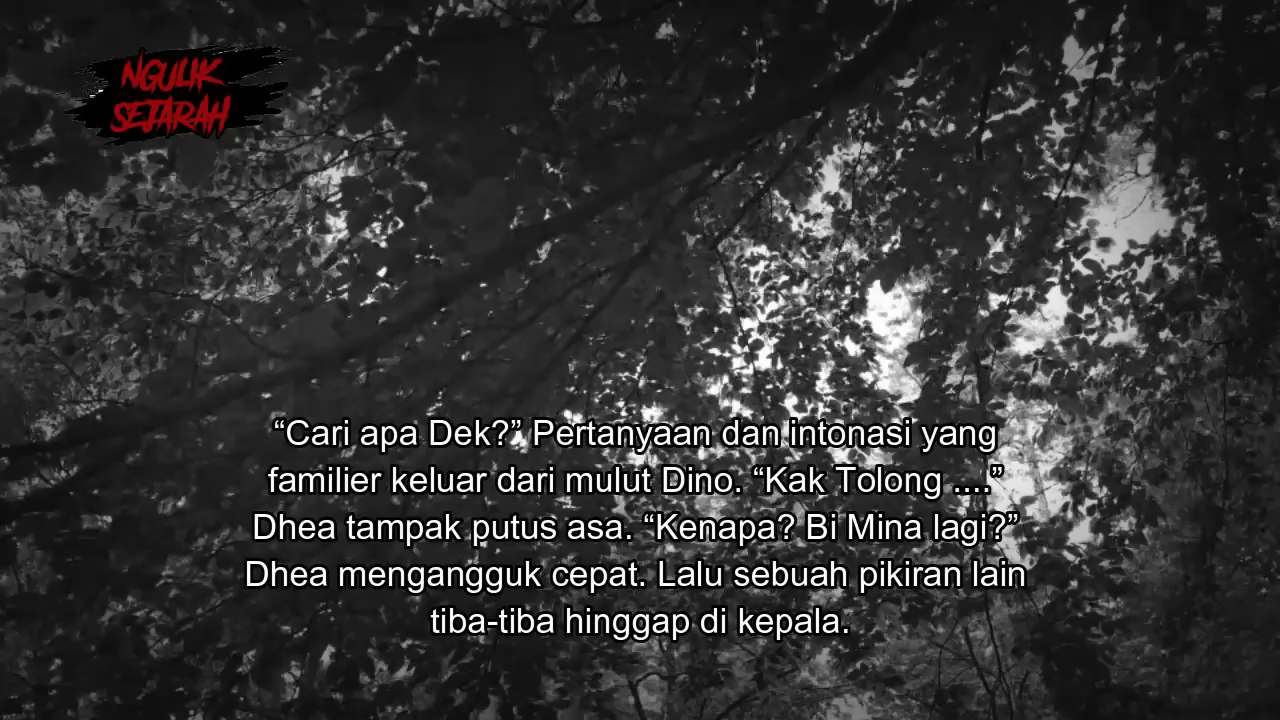 NGULIK
SEJARAH
“Cari apa Dek?” Pertanyaan dan intonasi yang
familier keluar dari mulut Dino. “Kak Tolong ....”
Dhea tampak putus asa. “Kenapa? Bi Mina lagi?”
Dhea mengangguk cepat. Lalu sebuah pikiran lain
tiba-tiba hinggap di kepala.